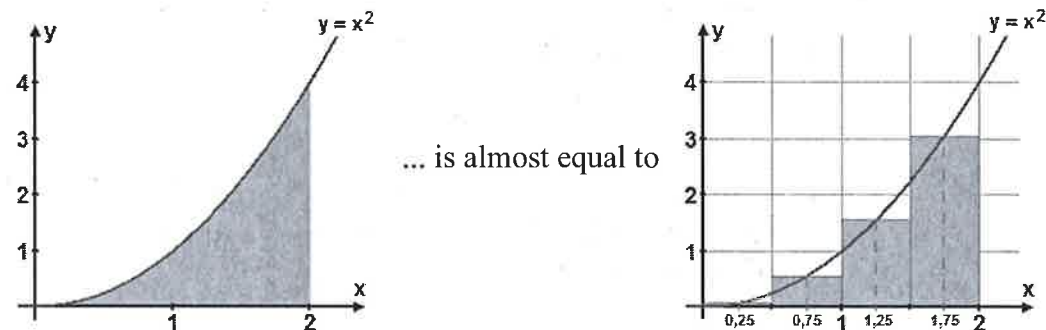 y
y = x²
4
3
2
1
1
2
x
... is almost equal to
y
y = x²
4
3
2
1
0,25
0,75
1
1,25
1,75
2
x